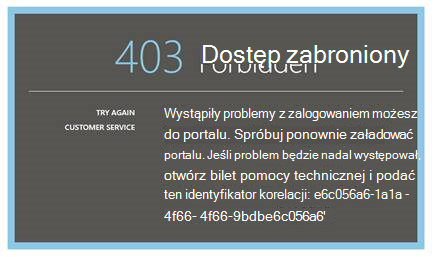 403 Dostęp zabroniony
Forbidden
TRY AGAIN
CUSTOMER SERVICE
Wystąpiły problemy z zalogowaniem możesz
do portalu. Spróbuj ponownie załadować
portalu. Jeśli problem będzie nadal występował,
otwórz bilet pomocy technicznej i podać
ten identyfikator korelacji: e6c056a6-1a1a -
4f66- 4f66-9bdbe6c056a6'